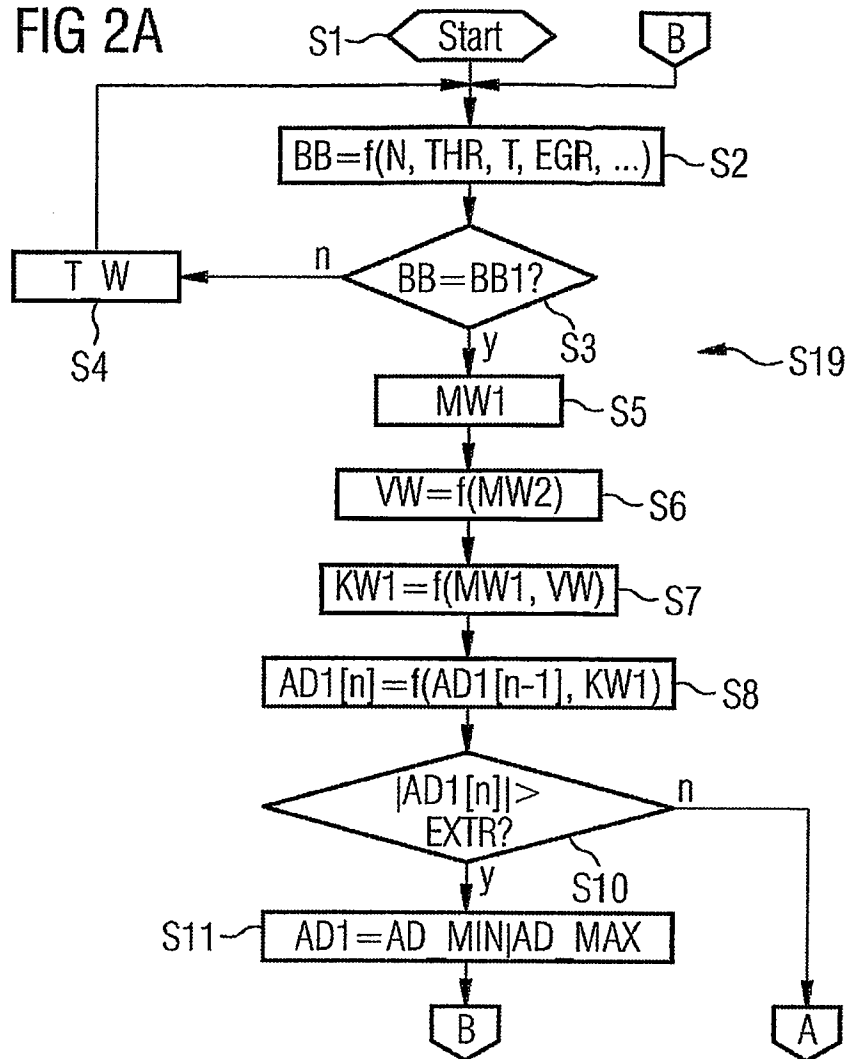 FIG 2A
S1
Start
B
BB=f(N, THR, T, EGR, ...)
S2
n
BB=BB1?
T W
S4
S3
y
S19
MW1
S5
VW=f(MW2)
S6
KW1=f(MW1, VW)
S7
AD1[n]=f(AD1[n-1], KW1)
S8
|AD1[n]|>
EXTR?
n
y
S10
S11
AD1=AD MIN|AD MAX
B
A